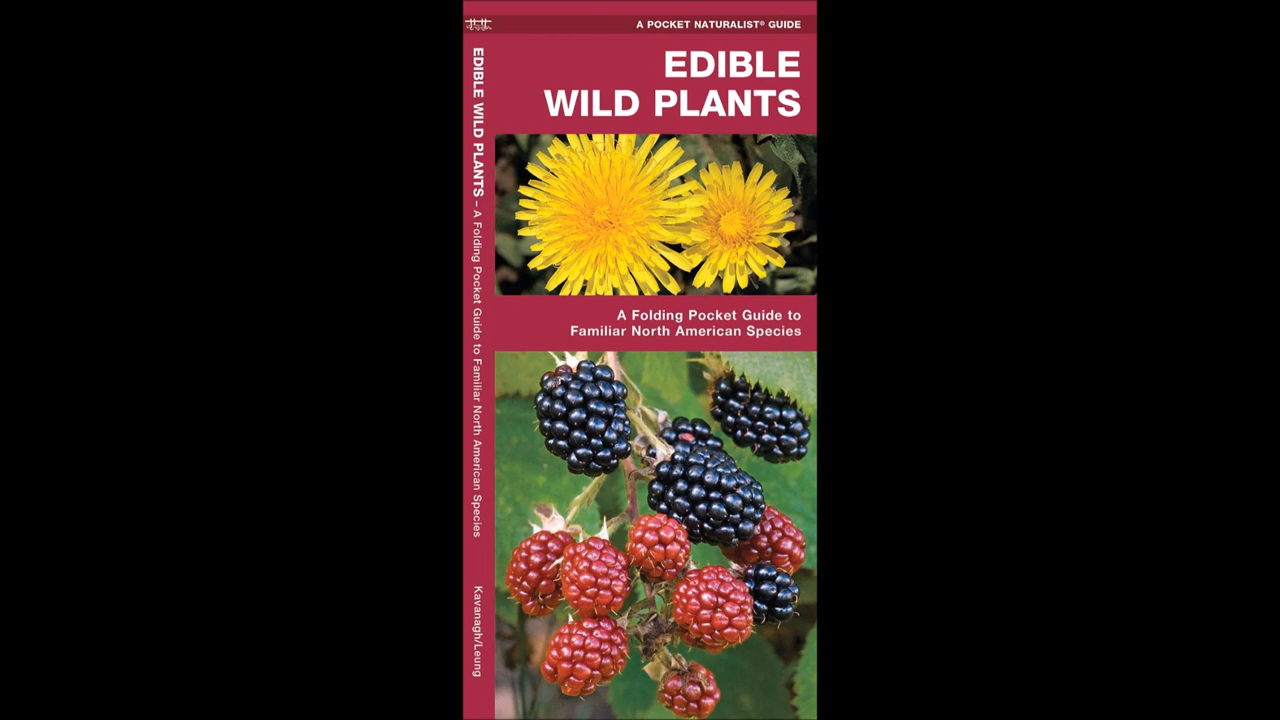 A POCKET NATURALIST® GUIDE
EDIBLE
WILD PLANTS
A Folding Pocket Guide to
Familiar North American Species
EDIBLE WILD PLANTS – A Folding Pocket Guide to Familiar North American Species
Kavanagh/Leung